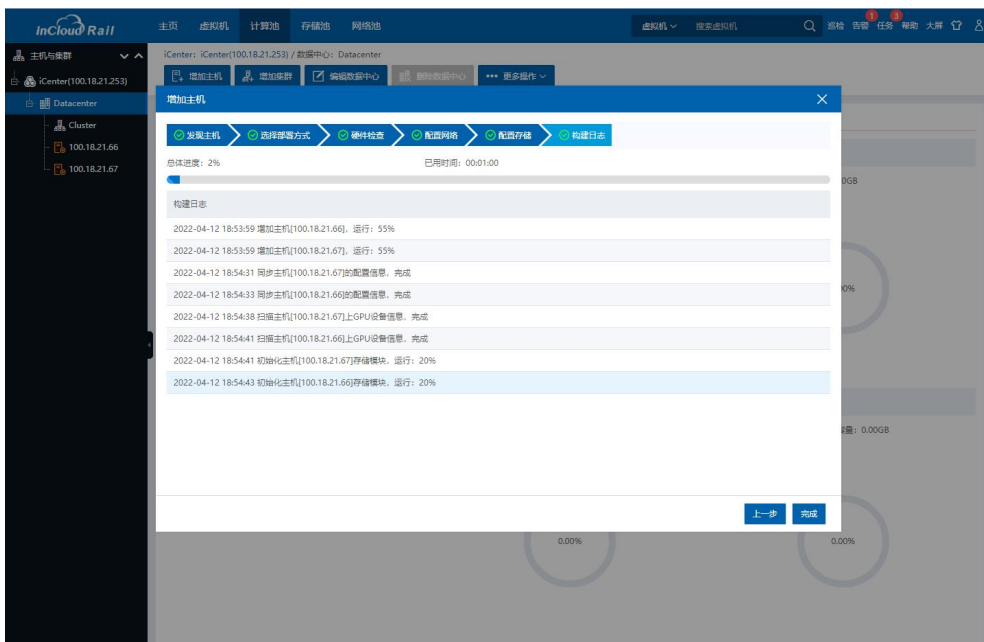 InCloud Rail 主页 虚拟机 计算池 存储池 网络池 虚拟机 搜索虚拟机 巡检 告警 1 任务 3 帮助 大屏
主机与集群
iCenter(100.18.21.253)
Datacenter
Cluster
100.18.21.66
100.18.21.67
iCenter: iCenter(100.18.21.253) / 数据中心: Datacenter
增加主机 增加集群 编辑数据中心 删除数据中心 ••• 更多操作
增加主机
发现主机 选择部署方式 硬件检查 配置网络 配置存储 构建日志
总体进度: 2% 已用时间: 00:01:00
构建日志
2022-04-12 18:53:59 增加主机[100.18.21.66], 运行: 55%
2022-04-12 18:53:59 增加主机[100.18.21.67], 运行: 55%
2022-04-12 18:54:31 同步主机[100.18.21.67]的配置信息, 完成
2022-04-12 18:54:33 同步主机[100.18.21.66]的配置信息, 完成
2022-04-12 18:54:38 扫描主机[100.18.21.67]上GPU设备信息, 完成
2022-04-12 18:54:41 扫描主机[100.18.21.66]上GPU设备信息, 完成
2022-04-12 18:54:41 初始化主机[100.18.21.67]存储模块, 运行: 20%
2022-04-12 18:54:43 初始化主机[100.18.21.66]存储模块, 运行: 20%
上一步 完成
0GB
00%
量: 0.00GB
0.00% 0.00%